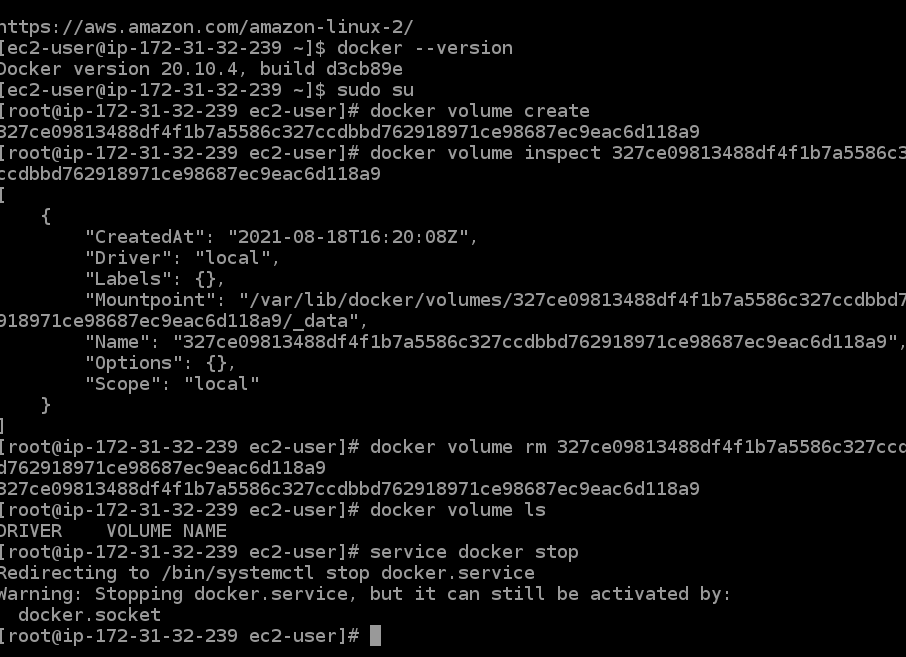 https://aws.amazon.com/amazon-linux-2/
[ec2-user@ip-172-31-32-239 ~]$ docker --version
Docker version 20.10.4, build d3cb89e
[ec2-user@ip-172-31-32-239 ~]$ sudo su
[root@ip-172-31-32-239 ec2-user]# docker volume create
327ce09813488df4f1b7a5586c327ccdbbd762918971ce98687ec9eac6d118a9
[root@ip-172-31-32-239 ec2-user]# docker volume inspect 327ce09813488df4f1b7a5586c3
ccdbbd762918971ce98687ec9eac6d118a9
[
    {
        "CreatedAt": "2021-08-18T16:20:08Z",
        "Driver": "local",
        "Labels": {},
        "Mountpoint": "/var/lib/docker/volumes/327ce09813488df4f1b7a5586c327ccdbbd7
918971ce98687ec9eac6d118a9/_data",
        "Name": "327ce09813488df4f1b7a5586c327ccdbbd762918971ce98687ec9eac6d118a9",
        "Options": {},
        "Scope": "local"
    }
]
[root@ip-172-31-32-239 ec2-user]# docker volume rm 327ce09813488df4f1b7a5586c327ccd
d762918971ce98687ec9eac6d118a9
327ce09813488df4f1b7a5586c327ccdbbd762918971ce98687ec9eac6d118a9
[root@ip-172-31-32-239 ec2-user]# docker volume ls
DRIVER    VOLUME NAME
[root@ip-172-31-32-239 ec2-user]# service docker stop
Redirecting to /bin/systemctl stop docker.service
Warning: Stopping docker.service, but it can still be activated by:
  docker.socket
[root@ip-172-31-32-239 ec2-user]#